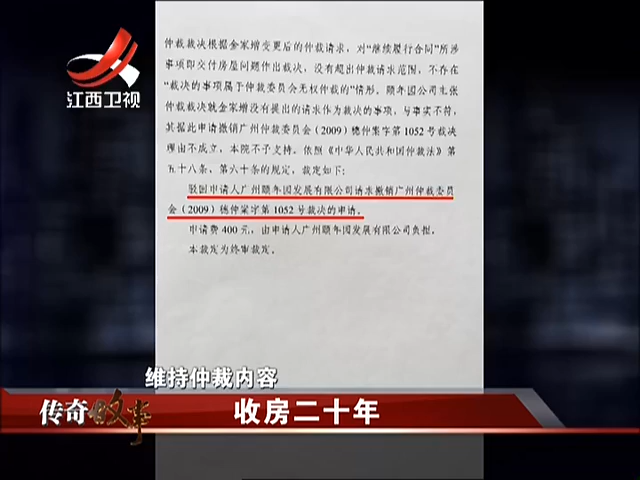 江西卫视
仲裁裁决根据金家增变更后的仲裁请求，对“继续履行合同”所涉
事项即交付房屋问题作出裁决，没有超出仲裁请求范围，不存在
“裁决的事项属于仲裁委员会无权仲裁的”情形。颐年园公司主张
仲裁裁决就金家增没有提出的请求作为裁决的事项，与事实不符，
其据此申请撤销广州仲裁委员会（2009）穗仲案字第1052号裁决
理由不成立，本院不予支持。依照《中华人民共和国仲裁法》第
五十八条、第六十条的规定，裁定如下：
驳回申请人广州颐年园发展有限公司请求撤销广州仲裁委员
会（2009）穗仲案字第1052号裁决的申请。
申请费400元，由申请人广州颐年园发展有限公司负担。
本裁定为终审裁定。
维持仲裁内容
传奇故事
收房二十年